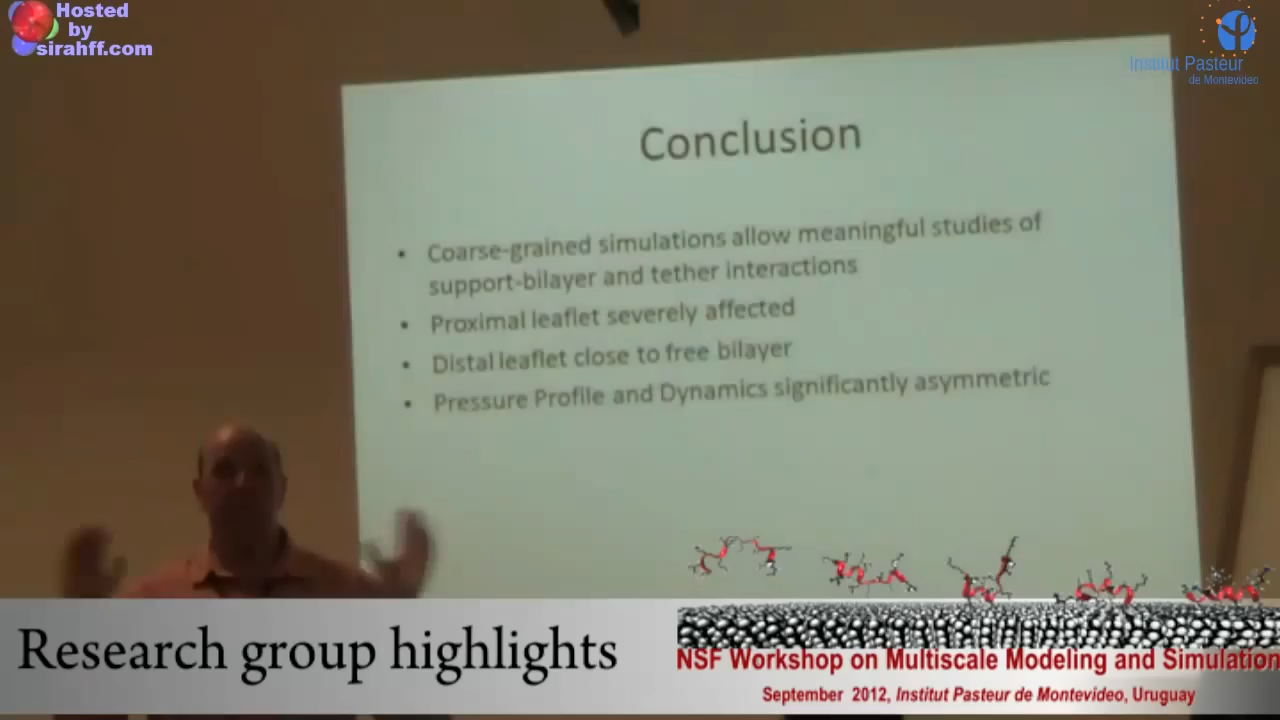 Hosted
by
sirahff.com
Institut Pasteur
de Montevideo
Conclusion
• Coarse-grained simulations allow meaningful studies of
support-bilayer and tether interactions
• Proximal leaflet severely affected
• Distal leaflet close to free bilayer
• Pressure Profile and Dynamics significantly asymmetric
Research group highlights
NSF Workshop on Multiscale Modeling and Simulation
September 2012, Institut Pasteur de Montevideo, Uruguay